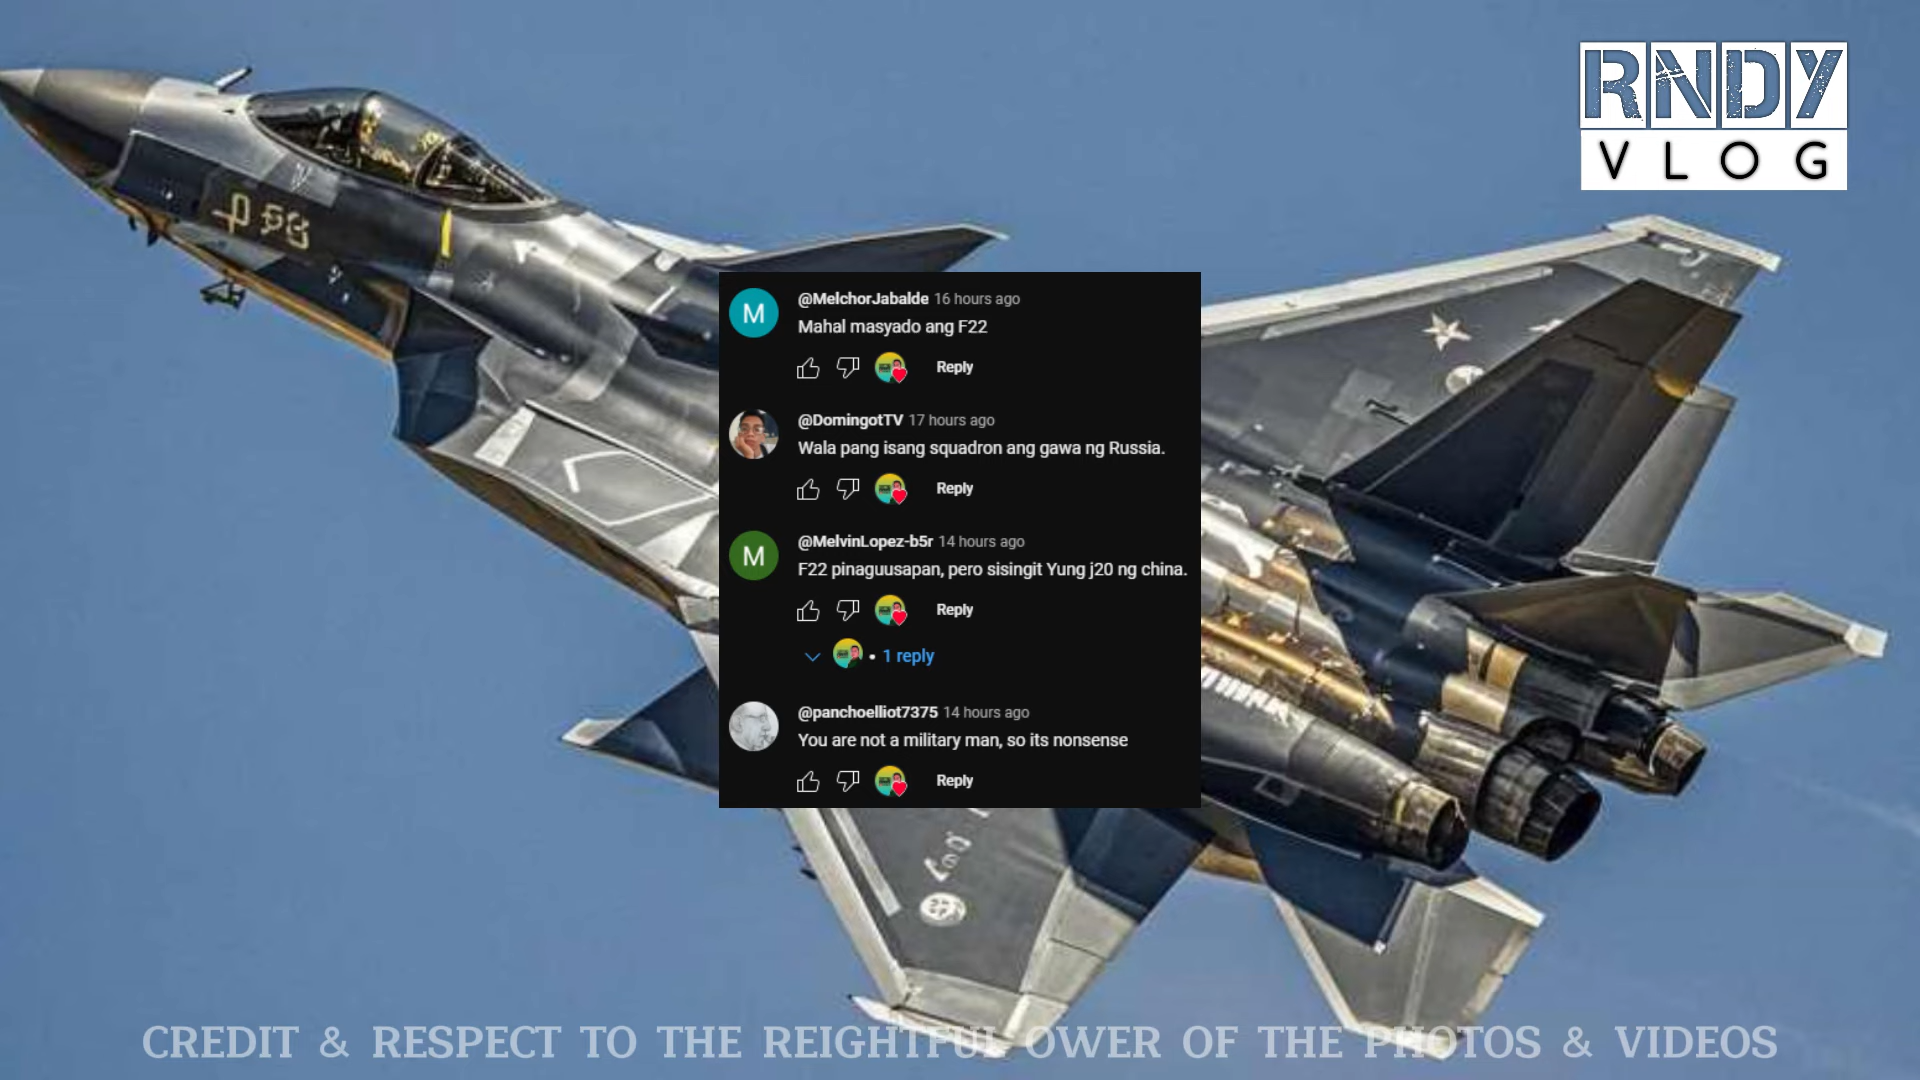 RNDY
VLOG
@MelchorJabalde 16 hours ago
Mahal masyado ang F22
Reply
@DomingotTV 17 hours ago
Wala pang isang squadron ang gawa ng Russia.
Reply
@MelvinLopez-b5r 14 hours ago
F22 pinaguusapan, pero sisingit Yung j20 ng china.
Reply
1 reply
@panchoelliot7375 14 hours ago
You are not a military man, so its nonsense
Reply
CREDIT & RESPECT TO THE REIGHTFUL OWER OF THE PHOTOS & VIDEOS